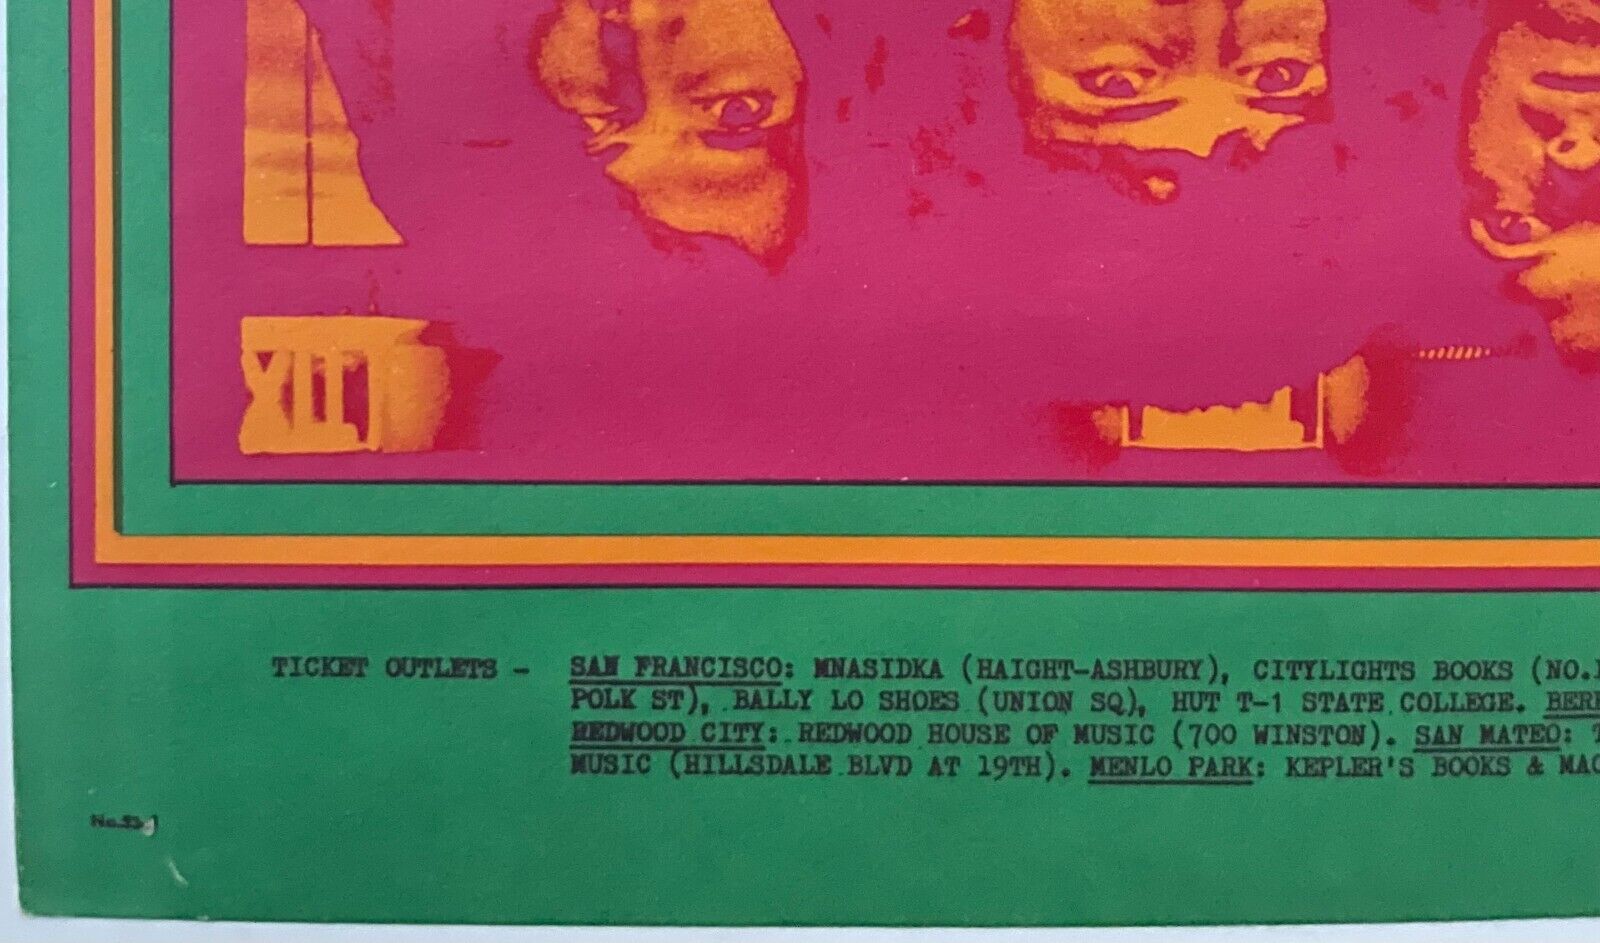 XII
TICKET OUTLETS - SAN FRANCISCO: MNASIDKA (HAIGHT-ASHBURY), CITYLIGHTS BOOKS (NO.
POLK ST), BALLY LO SHOES (UNION SQ), HUT T-1 STATE COLLEGE.
REDWOOD CITY: REDWOOD HOUSE OF MUSIC (700 WINSTON). SAN MATEO:
MUSIC (HILLSDALE BLVD AT 19TH). MENLO PARK: KEPLER'S BOOKS &